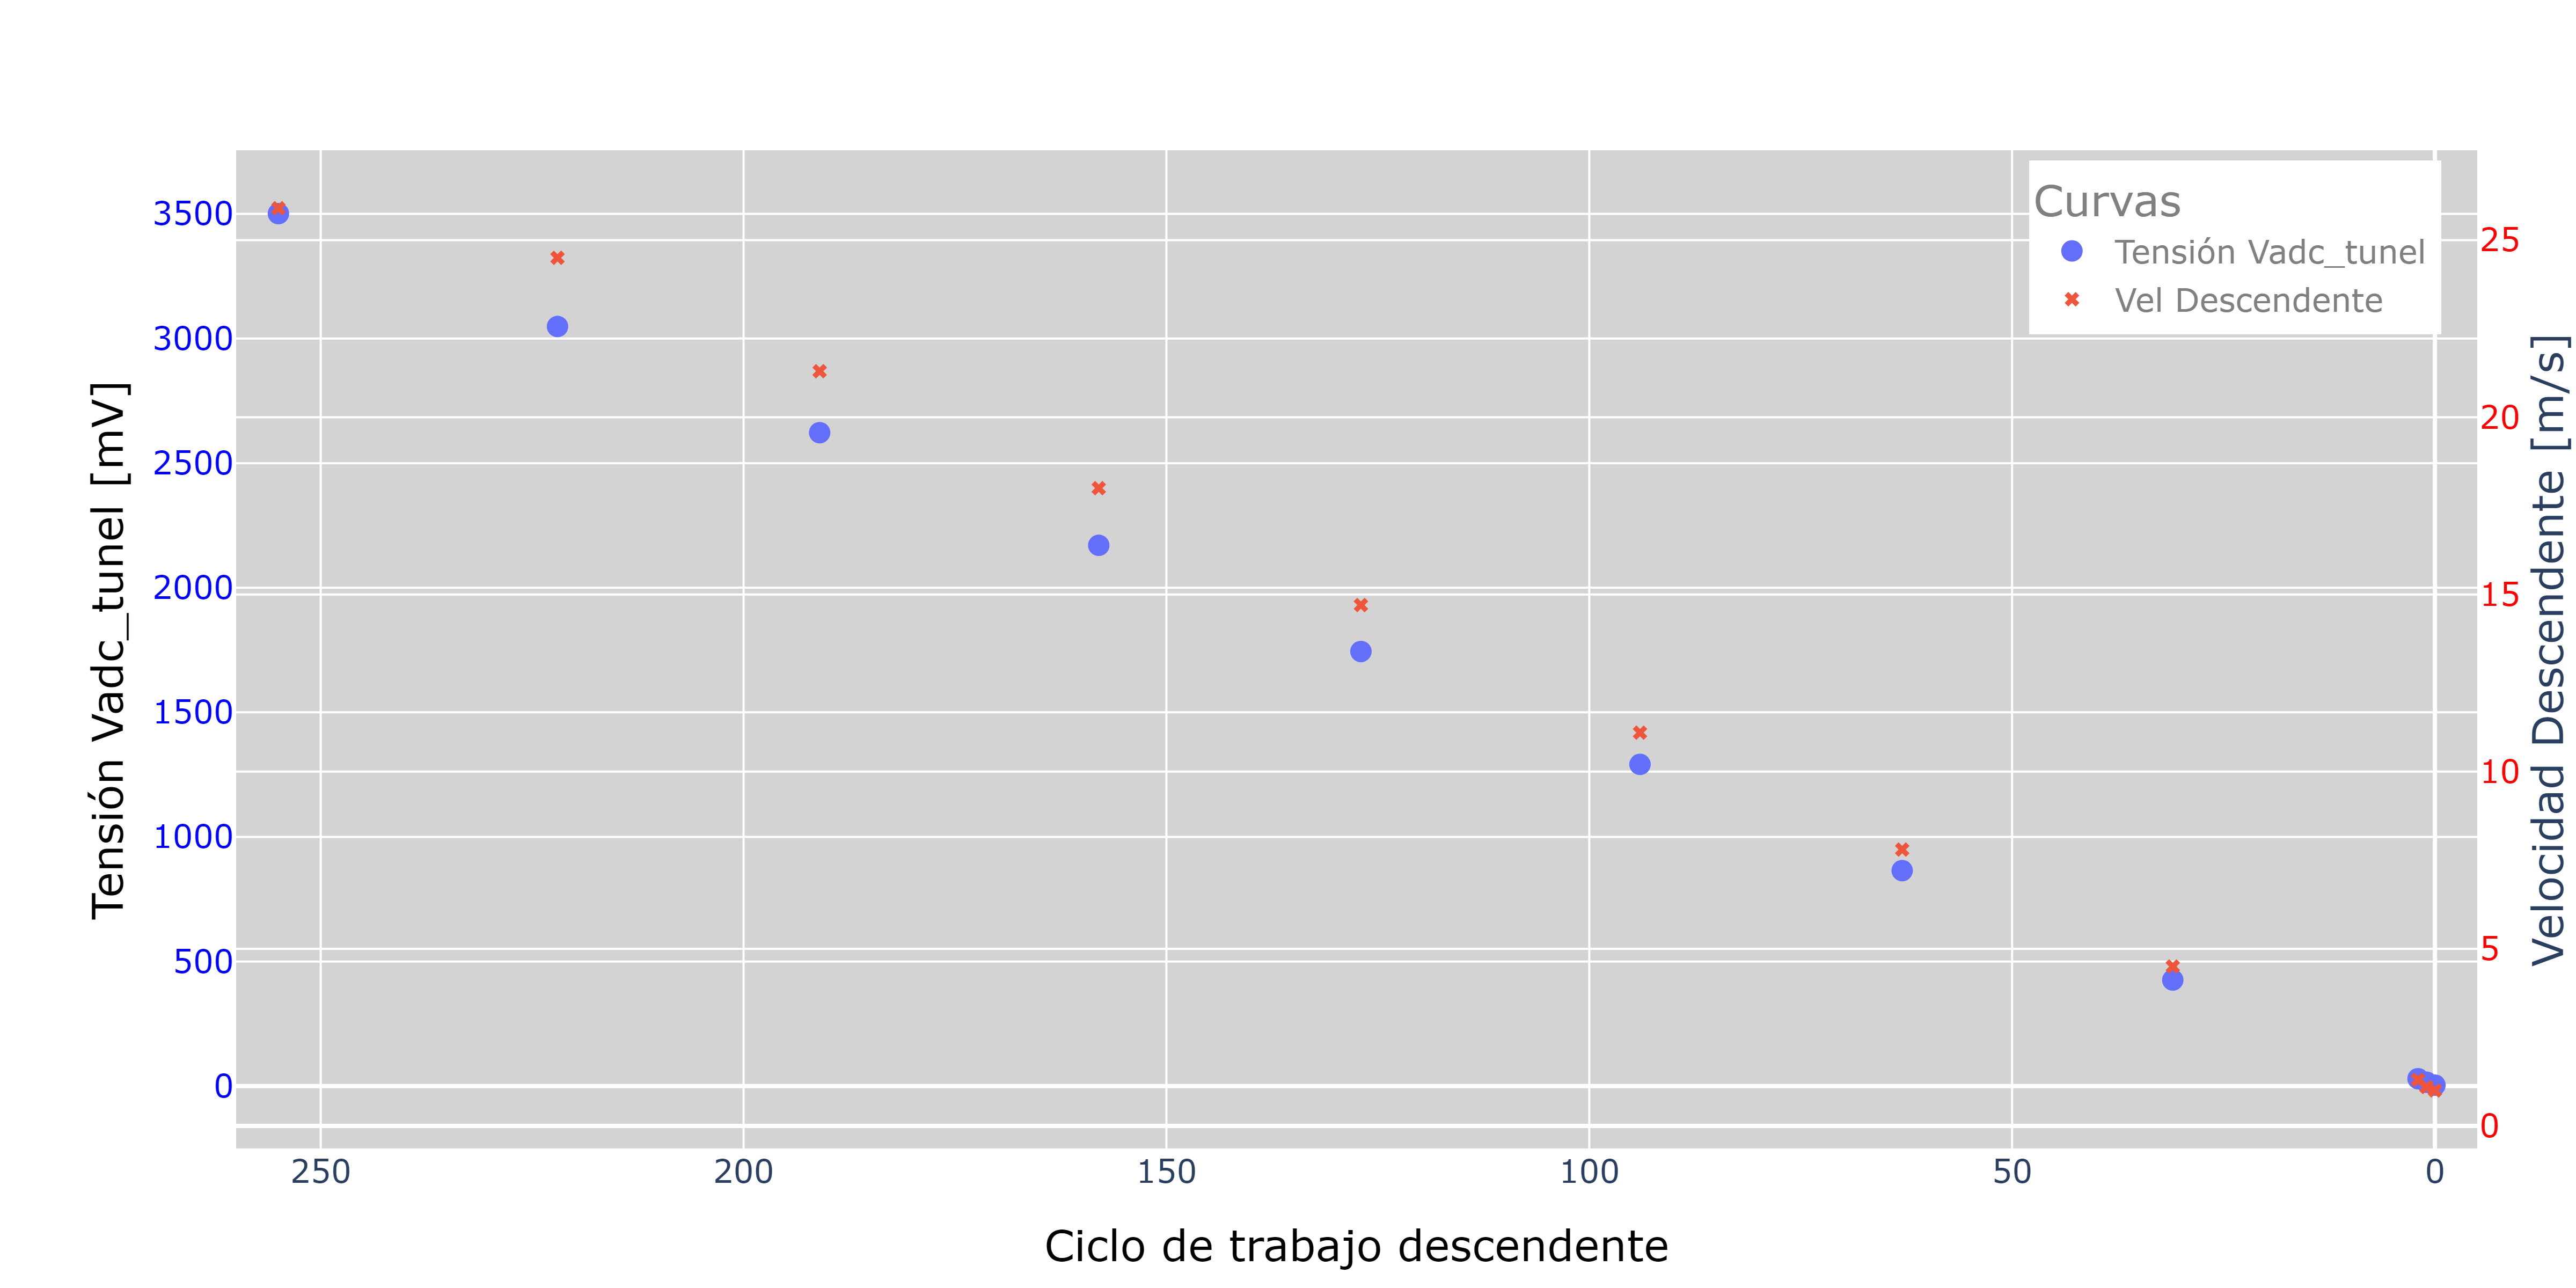 Curvas
Tensión Vadc_tunel
Vel Descendente
Tensión Vadc_tunel [mV]
3500
3000
2500
2000
1500
1000
500
0
25
20
15
10
5
0
Velocidad Descendente [m/s]
250 200 150 100 50 0
Ciclo de trabajo descendente